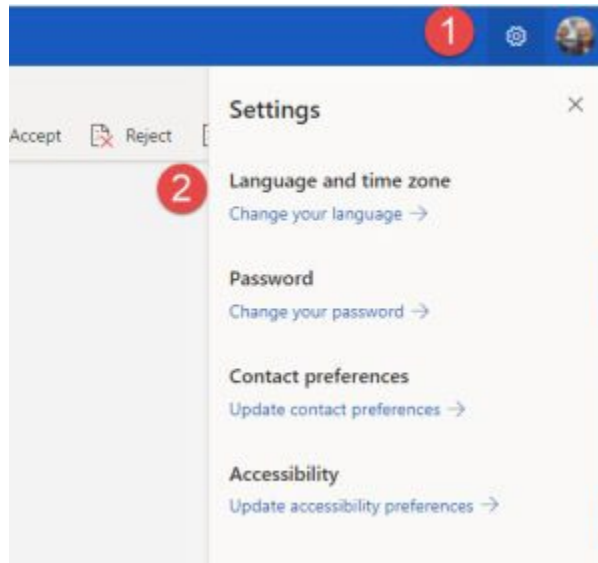 1
Settings
Accept Reject
2
Language and time zone
Change your language →
Password
Change your password →
Contact preferences
Update contact preferences →
Accessibility
Update accessibility preferences →